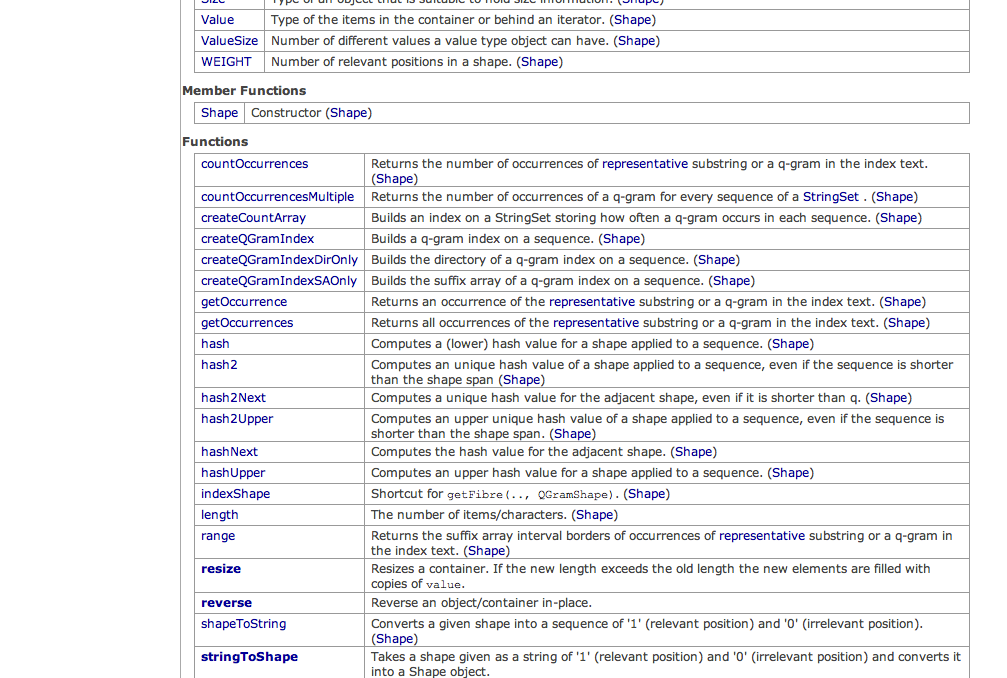 Size Type of an object that is suitable to hold size information. (Shape)
Value Type of the items in the container or behind an iterator. (Shape)
ValueSize Number of different values a value type object can have. (Shape)
WEIGHT Number of relevant positions in a shape. (Shape)
Member Functions
Shape Constructor (Shape)
Functions
countOccurrences Returns the number of occurrences of representative substring or a q-gram in the index text.
(Shape)
countOccurrencesMultiple Returns the number of occurrences of a q-gram for every sequence of a StringSet . (Shape)
createCountArray Builds an index on a StringSet storing how often a q-gram occurs in each sequence. (Shape)
createQGramIndex Builds a q-gram index on a sequence. (Shape)
createQGramIndexDirOnly Builds the directory of a q-gram index on a sequence. (Shape)
createQGramIndexSAOnly Builds the suffix array of a q-gram index on a sequence. (Shape)
getOccurrence Returns an occurrence of the representative substring or a q-gram in the index text. (Shape)
getOccurrences Returns all occurrences of the representative substring or a q-gram in the index text. (Shape)
hash Computes a (lower) hash value for a shape applied to a sequence. (Shape)
hash2 Computes an unique hash value of a shape applied to a sequence, even if the sequence is shorter
than the shape span (Shape)
hash2Next Computes a unique hash value for the adjacent shape, even if it is shorter than q. (Shape)
hash2Upper Computes an upper unique hash value of a shape applied to a sequence, even if the sequence is
shorter than the shape span. (Shape)
hashNext Computes the hash value for the adjacent shape. (Shape)
hashUpper Computes an upper hash value for a shape applied to a sequence. (Shape)
indexShape Shortcut for getFibre(.., QGramShape). (Shape)
length The number of items/characters. (Shape)
range Returns the suffix array interval borders of occurrences of representative substring or a q-gram in
the index text. (Shape)
resize Resizes a container. If the new length exceeds the old length the new elements are filled with
copies of value.
reverse Reverse an object/container in-place.
shapeToString Converts a given shape into a sequence of '1' (relevant position) and '0' (irrelevant position).
(Shape)
stringToShape Takes a shape given as a string of '1' (relevant position) and '0' (irrelevant position) and converts it
into a Shape object.